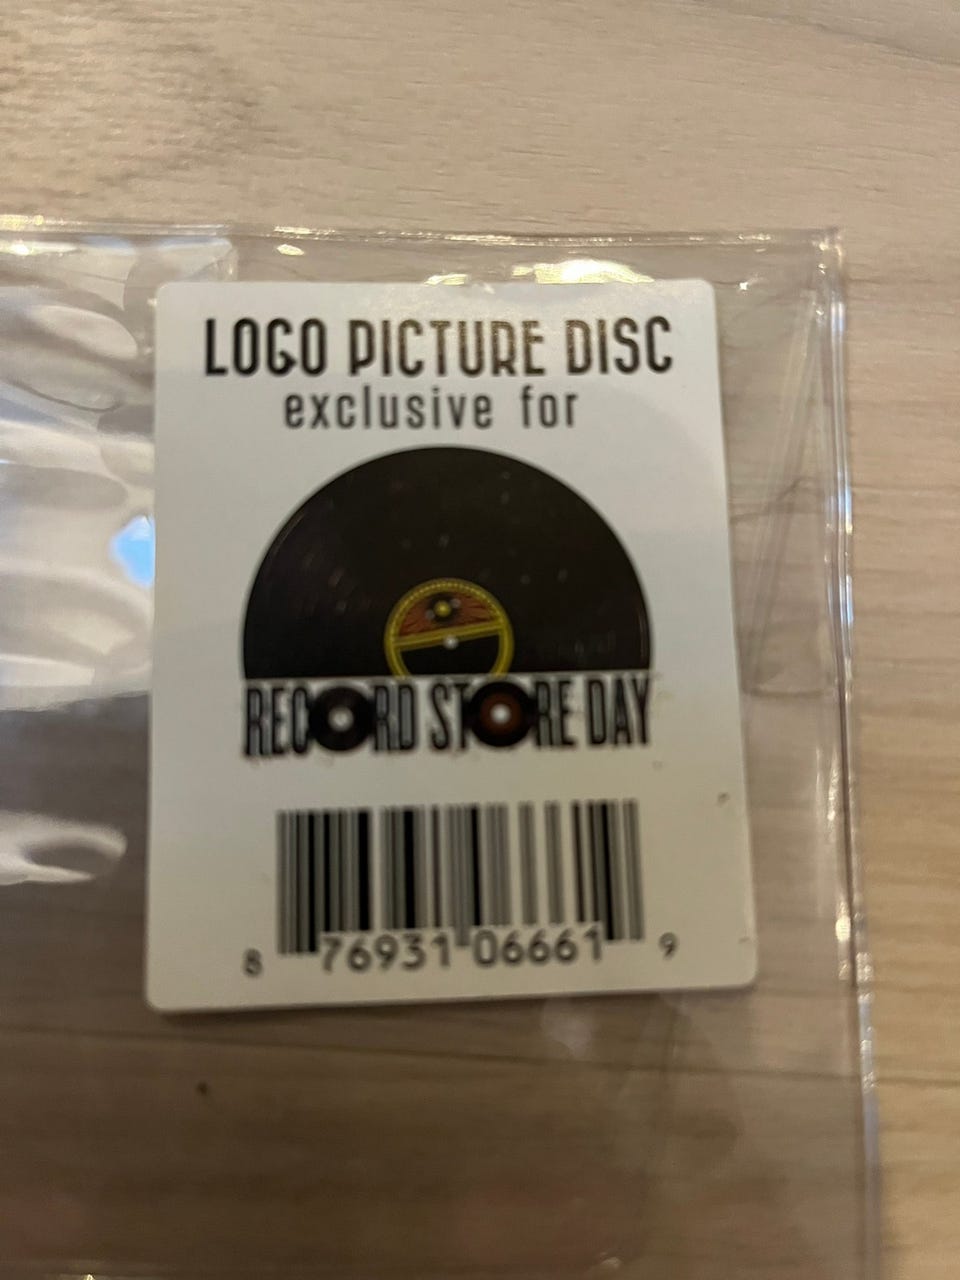 LOGO PICTURE DISC
exclusive for
RECORD STORE DAY
8 76931 06661 9